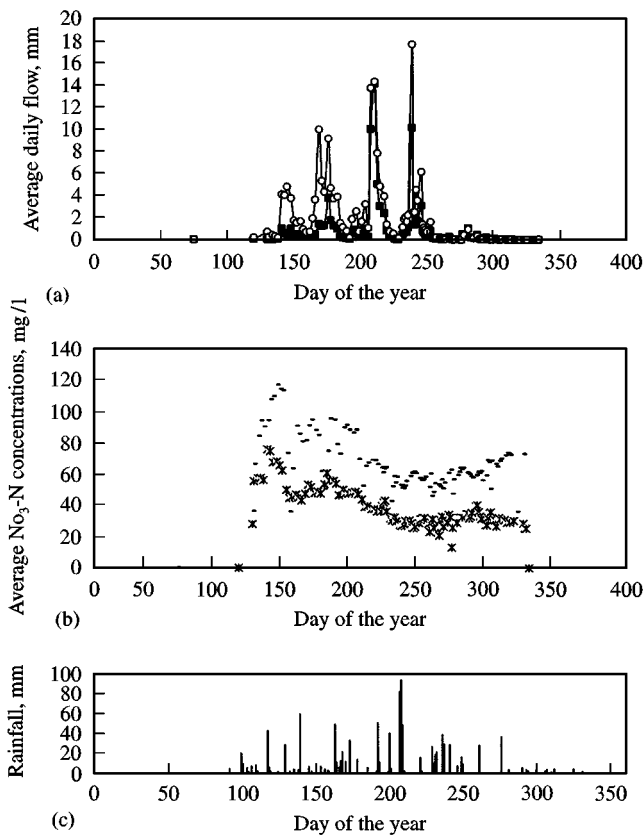 Average daily flow, mm
20
18
16
14
12
10
8
6
4
2
0
0 50 100 150 200 250 300 350 400
(a) Day of the year
Average No3-N concentrations, mg/l
140
120
100
80
60
40
20
0
0 50 100 150 200 250 300 350 400
(b) Day of the year
Rainfall, mm
100
80
60
40
20
0
0 50 100 150 200 250 300 350
(c) Day of the year